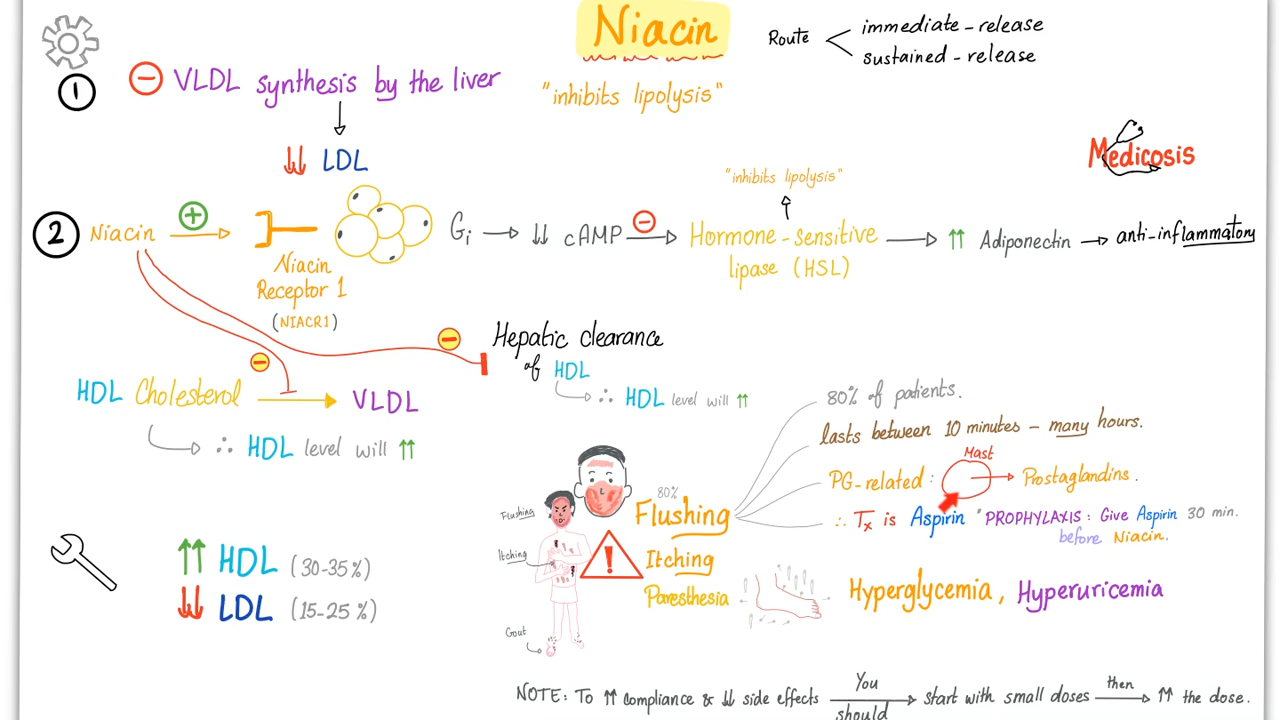 Niacin
Route
immediate-release
sustained-release
"inhibits lipolysis"
1
VLDL synthesis by the liver
↓↓ LDL
Medicosis
2
Niacin
+
Niacin
Receptor 1
(NIACR1)
Gi → ↓↓ cAMP
Hormone-sensitive
lipase (HSL)
"inhibits lipolysis"
↑↑ Adiponectin → anti-inflammatory
Hepatic clearance
of HDL
∴ HDL level will ↑↑
HDL Cholesterol → VLDL
∴ HDL level will ↑↑
↑↑ HDL (30-35%)
↓↓ LDL (15-25%)
Flushing
Itching
Gout
80%
Flushing
Itching
Paresthesia
!
80% of patients.
lasts between 10 minutes - many hours.
PG-related: Mast → Prostaglandins.
∴ Tx is Aspirin "PROPHYLAXIS: Give Aspirin 30 min.
before Niacin.
Hyperglycemia, Hyperuricemia
NOTE: To ↑↑ compliance & ↓↓ side effects You should → start with small doses then → ↑↑ the dose.